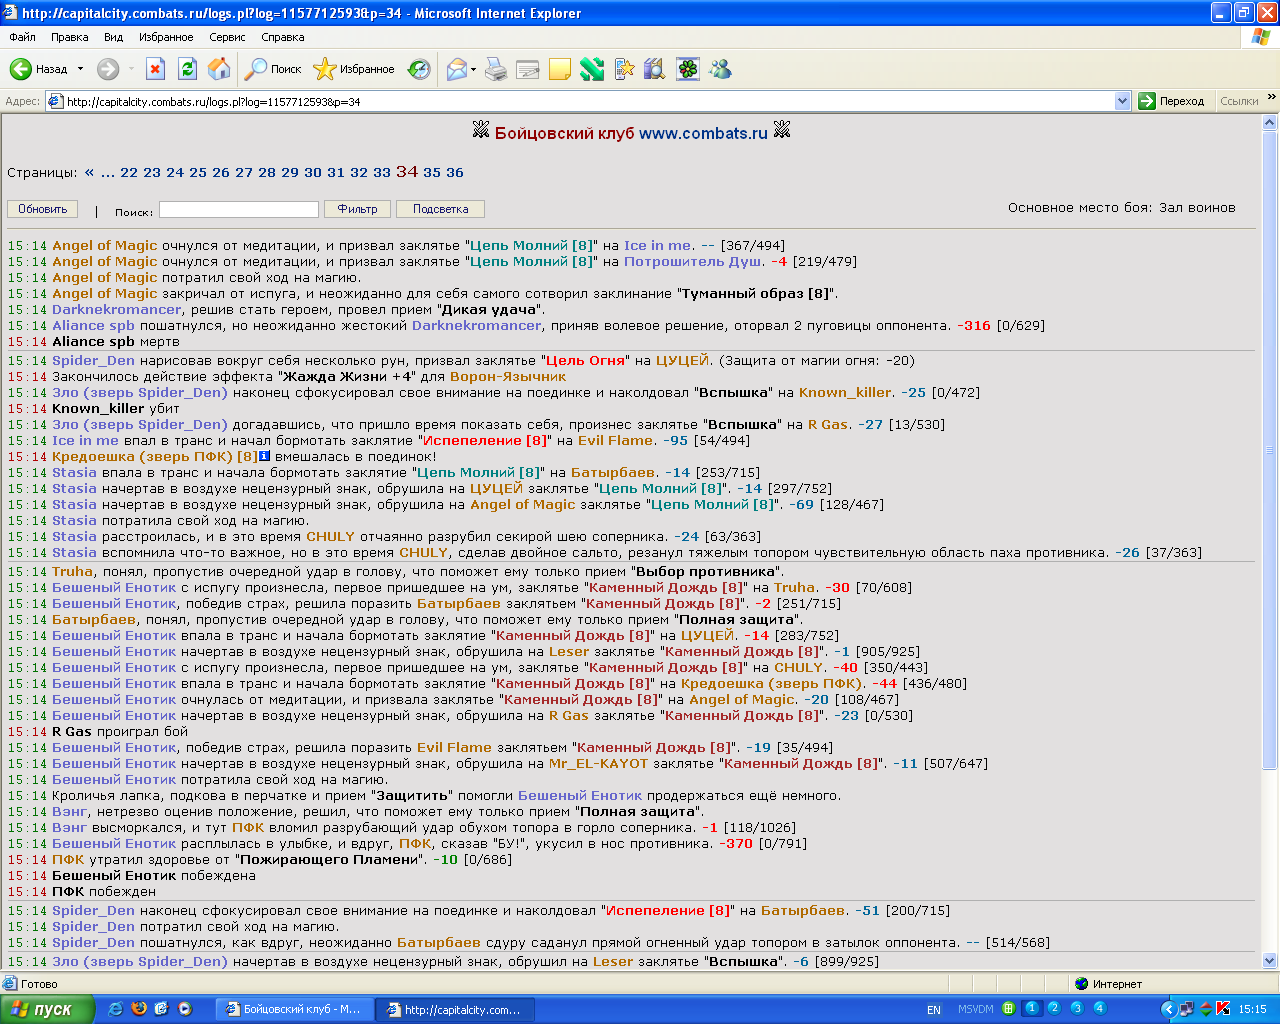 http://capitalcity.combats.ru/logs.pl?log=1157712593&p=34 - Microsoft Internet Explorer
Файл Правка Вид Избранное Сервис Справка
Назад Поиск Избранное
Адрес: http://capitalcity.combats.ru/logs.pl?log=1157712593&p=34 Переход Ссылки »
Бойцовский клуб www.combats.ru
Страницы: « ... 22 23 24 25 26 27 28 29 30 31 32 33 34 35 36
Обновить | Поиск: Фильтр Подсветка Основное место боя: Зал воинов
15:14 Angel of Magic очнулся от медитации, и призвал заклятье "Цепь Молний [8]" на Ice in me. -- [367/494]
15:14 Angel of Magic очнулся от медитации, и призвал заклятье "Цепь Молний [8]" на Потрошитель Душ. -4 [219/479]
15:14 Angel of Magic потратил свой ход на магию.
15:14 Angel of Magic закричал от испуга, и неожиданно для себя самого сотворил заклинание "Туманный образ [8]".
15:14 Darknekromancer, решив стать героем, провел прием "Дикая удача".
15:14 Aliance spb пошатнулся, но неожиданно жестокий Darknekromancer, приняв волевое решение, оторвал 2 пуговицы оппонента. -316 [0/629]
15:14 Aliance spb мертв
15:14 Spider_Den нарисовав вокруг себя несколько рун, призвал заклятье "Цель Огня" на ЦУЦЕЙ. (Защита от магии огня: -20)
15:14 Закончилось действие эффекта "Жажда Жизни +4" для Ворон-Язычник
15:14 Зло (зверь Spider_Den) наконец сфокусировал свое внимание на поединке и наколдовал "Вспышка" на Known_killer. -25 [0/472]
15:14 Known_killer убит
15:14 Зло (зверь Spider_Den) догадавшись, что пришло время показать себя, произнес заклятье "Вспышка" на R Gas. -27 [13/530]
15:14 Ice in me впал в транс и начал бормотать заклятие "Испепеление [8]" на Evil Flame. -95 [54/494]
15:14 Кредоешка (зверь ПФК) [8] вмешалась в поединок!
15:14 Stasia впала в транс и начала бормотать заклятие "Цепь Молний [8]" на Батырбаев. -14 [253/715]
15:14 Stasia начертав в воздухе нецензурный знак, обрушила на ЦУЦЕЙ заклятье "Цепь Молний [8]". -14 [297/752]
15:14 Stasia начертав в воздухе нецензурный знак, обрушила на Angel of Magic заклятье "Цепь Молний [8]". -69 [128/467]
15:14 Stasia потратила свой ход на магию.
15:14 Stasia расстроилась, и в это время CHULY отчаянно разрубил секирой шею соперника. -24 [63/363]
15:14 Stasia вспомнила что-то важное, но в это время CHULY, сделав двойное сальто, резанул тяжелым топором чувствительную область паха противника. -26 [37/363]
15:14 Truha, понял, пропустив очередной удар в голову, что поможет ему только прием "Выбор противника".
15:14 Бешеный Енотик с испугу произнесла, первое пришедшее на ум, заклятье "Каменный Дождь [8]" на Truha. -30 [70/608]
15:14 Бешеный Енотик, победив страх, решила поразить Батырбаев заклятьем "Каменный Дождь [8]". -2 [251/715]
15:14 Батырбаев, понял, пропустив очередной удар в голову, что поможет ему только прием "Полная защита".
15:14 Бешеный Енотик впала в транс и начала бормотать заклятие "Каменный Дождь [8]" на ЦУЦЕЙ. -14 [283/752]
15:14 Бешеный Енотик начертав в воздухе нецензурный знак, обрушила на Leser заклятье "Каменный Дождь [8]". -1 [905/925]
15:14 Бешеный Енотик с испугу произнесла, первое пришедшее на ум, заклятье "Каменный Дождь [8]" на CHULY. -40 [350/443]
15:14 Бешеный Енотик впала в транс и начала бормотать заклятие "Каменный Дождь [8]" на Кредоешка (зверь ПФК). -44 [436/480]
15:14 Бешеный Енотик очнулась от медитации, и призвала заклятье "Каменный Дождь [8]" на Angel of Magic. -20 [108/467]
15:14 Бешеный Енотик начертав в воздухе нецензурный знак, обрушила на R Gas заклятье "Каменный Дождь [8]". -23 [0/530]
15:14 R Gas проиграл бой
15:14 Бешеный Енотик, победив страх, решила поразить Evil Flame заклятьем "Каменный Дождь [8]". -19 [35/494]
15:14 Бешеный Енотик начертав в воздухе нецензурный знак, обрушила на Mr_EL-KAYOT заклятье "Каменный Дождь [8]". -11 [507/647]
15:14 Бешеный Енотик потратила свой ход на магию.
15:14 Кроличья лапка, подкова в перчатке и прием "Защитить" помогли Бешеный Енотик продержаться ещё немного.
15:14 Вэнг, нетрезво оценив положение, решил, что поможет ему только прием "Полная защита".
15:14 Вэнг высморкался, и тут ПФК вломил разрубающий удар обухом топора в горло соперника. -1 [118/1026]
15:14 Бешеный Енотик расплылась в улыбке, и вдруг, ПФК, сказав "БУ!", укусил в нос противника. -370 [0/791]
15:14 ПФК утратил здоровье от "Пожирающего Пламени". -10 [0/686]
15:14 Бешеный Енотик побеждена
15:14 ПФК побежден
15:14 Spider_Den наконец сфокусировал свое внимание на поединке и наколдовал "Испепеление [8]" на Батырбаев. -51 [200/715]
15:14 Spider_Den потратил свой ход на магию.
15:14 Spider_Den пошатнулся, как вдруг, неожиданно Батырбаев сдуру саданул прямой огненный удар топором в затылок оппонента. -- [514/568]
15:14 Зло (зверь Spider_Den) начертав в воздухе нецензурный знак, обрушил на Leser заклятье "Вспышка". -6 [899/925]
Готово Интернет
пуск Бойцовский клуб - M... http://capitalcity.com... EN MSVDM 1 2 3 4 15:15